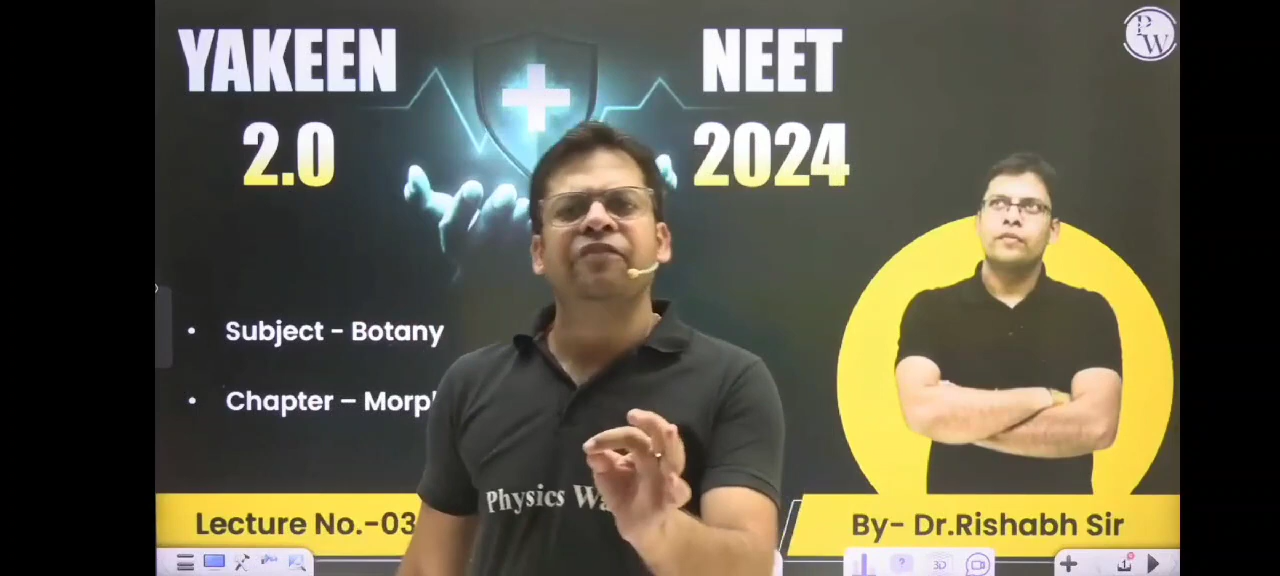 YAKEEN
2.0
NEET
2024
PW
• Subject - Botany
• Chapter – Morp
Physics Wa
Lecture No.-03
By- Dr.Rishabh Sir
3D